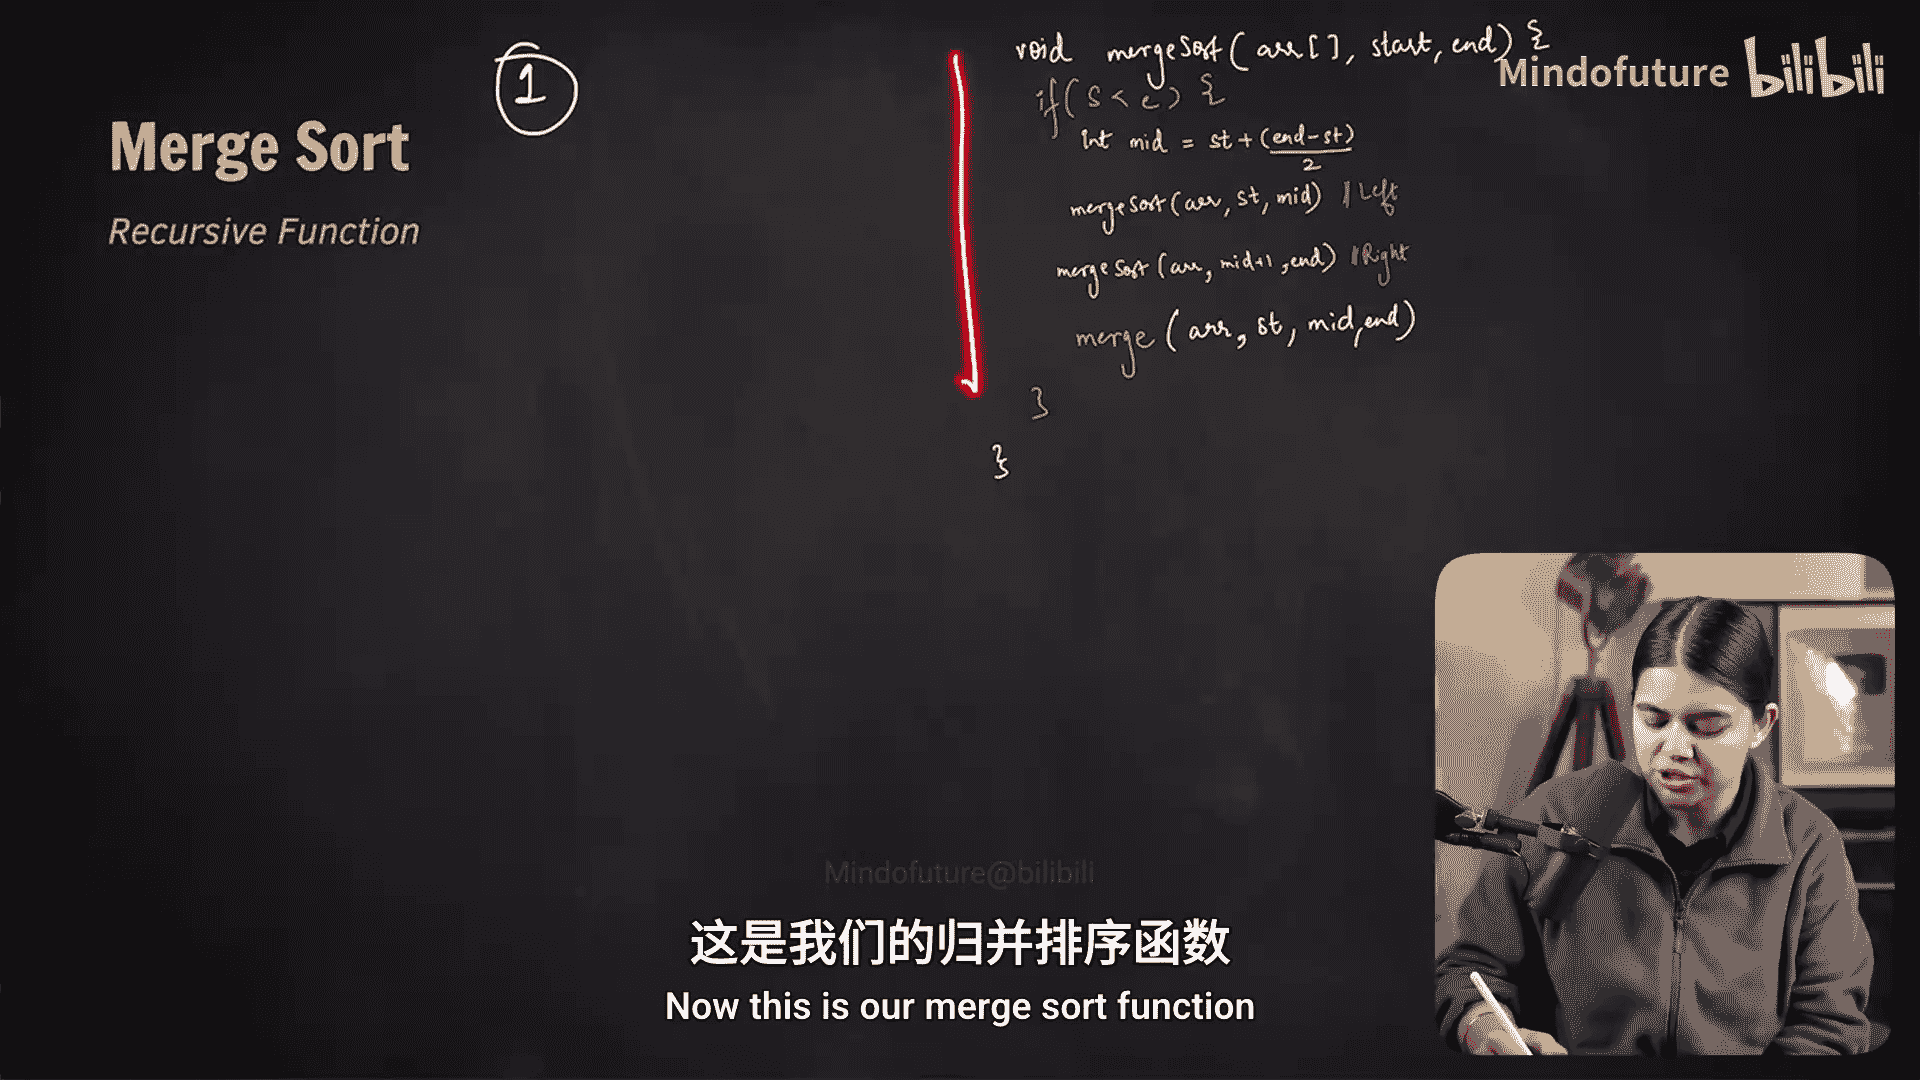 Merge Sort
Recursive Function
1
void mergeSort( arr[], start, end) {
if( s < e ) {
int mid = st + (end-st)
2
mergeSort(arr, st, mid) // Left
mergeSort(arr, mid+1, end) // Right
merge (arr, st, mid, end)
}
}
Mindofuture bilibili
Mindofuture@bilibili
这是我们的归并排序函数
Now this is our merge sort function